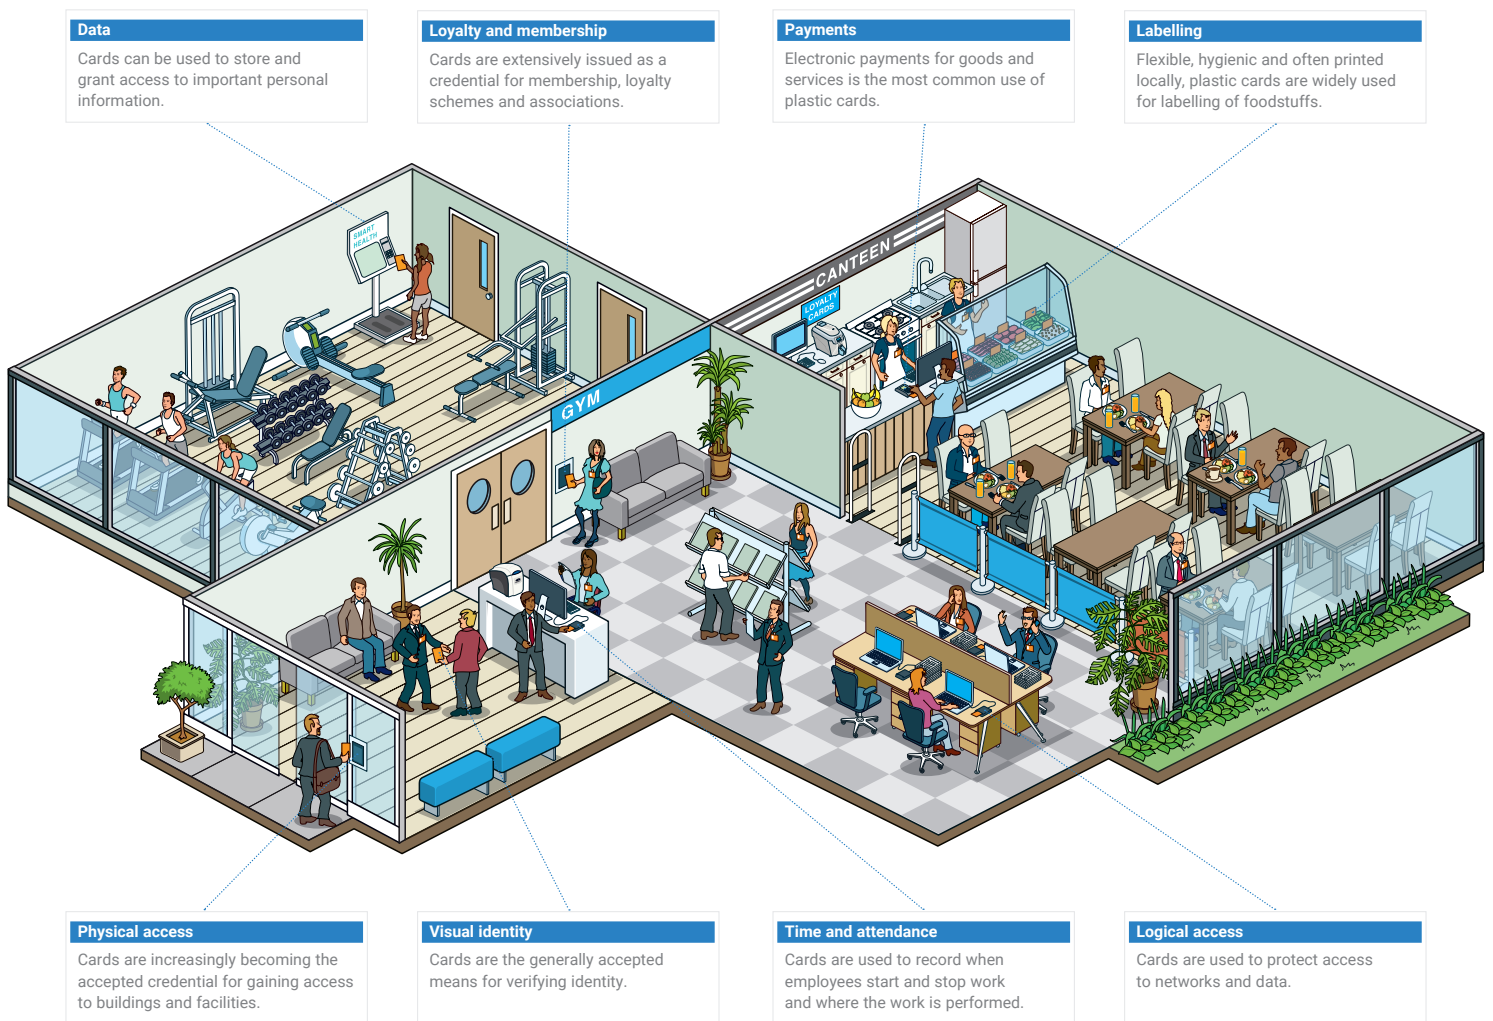 Data
Cards can be used to store and
grant access to important personal
information.
Loyalty and membership
Cards are extensively issued as a
credential for membership, loyalty
schemes and associations.
Payments
Electronic payments for goods and
services is the most common use of
plastic cards.
Labelling
Flexible, hygienic and often printed
locally, plastic cards are widely used
for labelling of foodstuffs.
SMART
HEALTH
CANTEEN
LOYALTY
CARDS
GYM
Physical access
Cards are increasingly becoming the
accepted credential for gaining access
to buildings and facilities.
Visual identity
Cards are the generally accepted
means for verifying identity.
Time and attendance
Cards are used to record when
employees start and stop work
and where the work is performed.
Logical access
Cards are used to protect access
to networks and data.